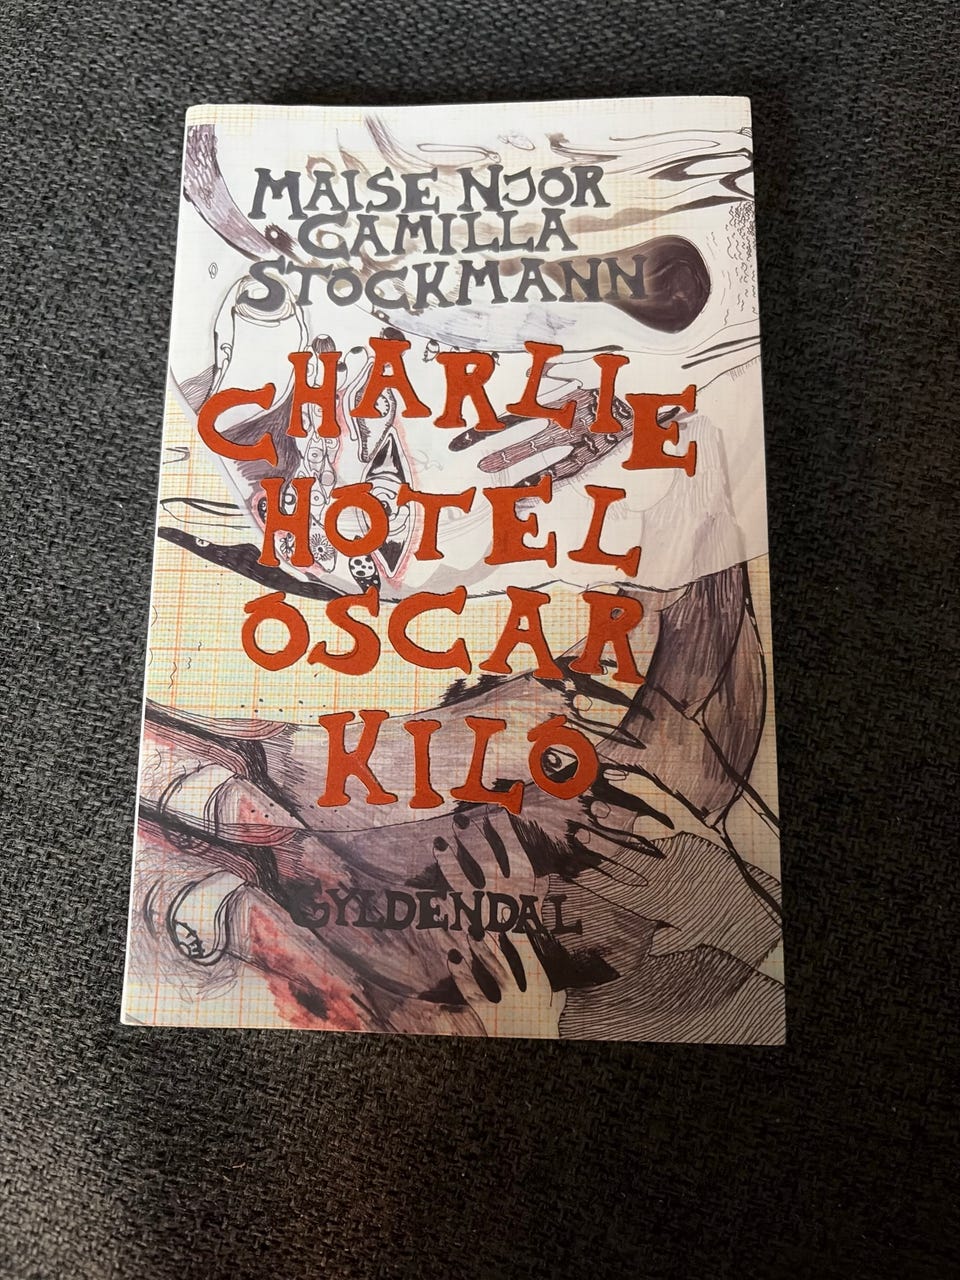 MAISE NJOR
CAMILLA
STOCKMANN
CHARLIE
HOTEL
OSCAR
KILO
GYLDENDAL